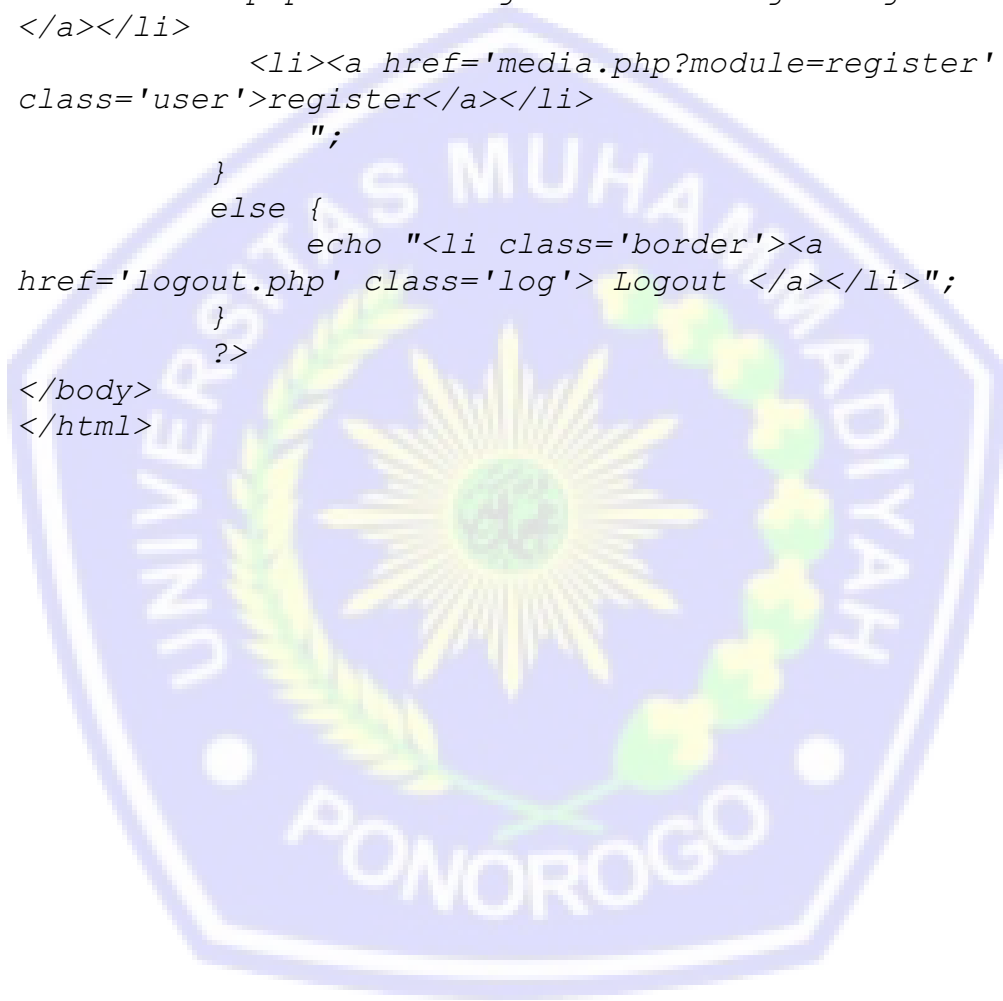 </a></li>
<li><a href='media.php?module=register'
class='user'>register</a></li>
";
}
else {
echo "<li class='border'><a
href='logout.php' class='log'> Logout </a></li>";
}
?>
</body>
</html>
UNIVERSITAS MUHAMMADIYAH
PONOROGO